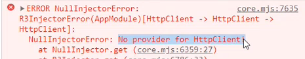 ERROR NullInjectorError: core.mjs:7635
R3InjectorError(AppModule)[HttpClient -> HttpClient ->
HttpClient]:
NullInjectorError: No provider for HttpClient!
at NullInjector.get (core.mjs:6359:27)